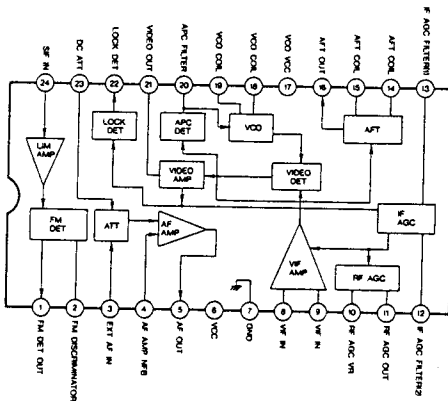 SIF IN
DC ATT
LOCK DET
VIDEO OUT
APC FILTER
VCO COIL
VCO COIL
VCO VCC
AFT OUT
AFT COIL
AFT COIL
IF AGC FILTER(1)
24
23
22
21
20
19
18
17
16
15
14
13
LOCK
DET
APC
DET
VCO
AFT
LIM
AMP
VIDEO
AMP
VIDEO
DET
IF
AGC
FM
DET
ATT
AF
AMP
VIF
AMP
RF AGC
1
2
3
4
5
6
7
8
9
10
11
12
FM DET OUT
FM DISCRIMINATOR
EXT AF IN
AF AMP NFB
AF OUT
VCC
GND
VIF IN
VIF IN
RF AGC VR
RF AGC OUT
IF AGC FILTER(2)